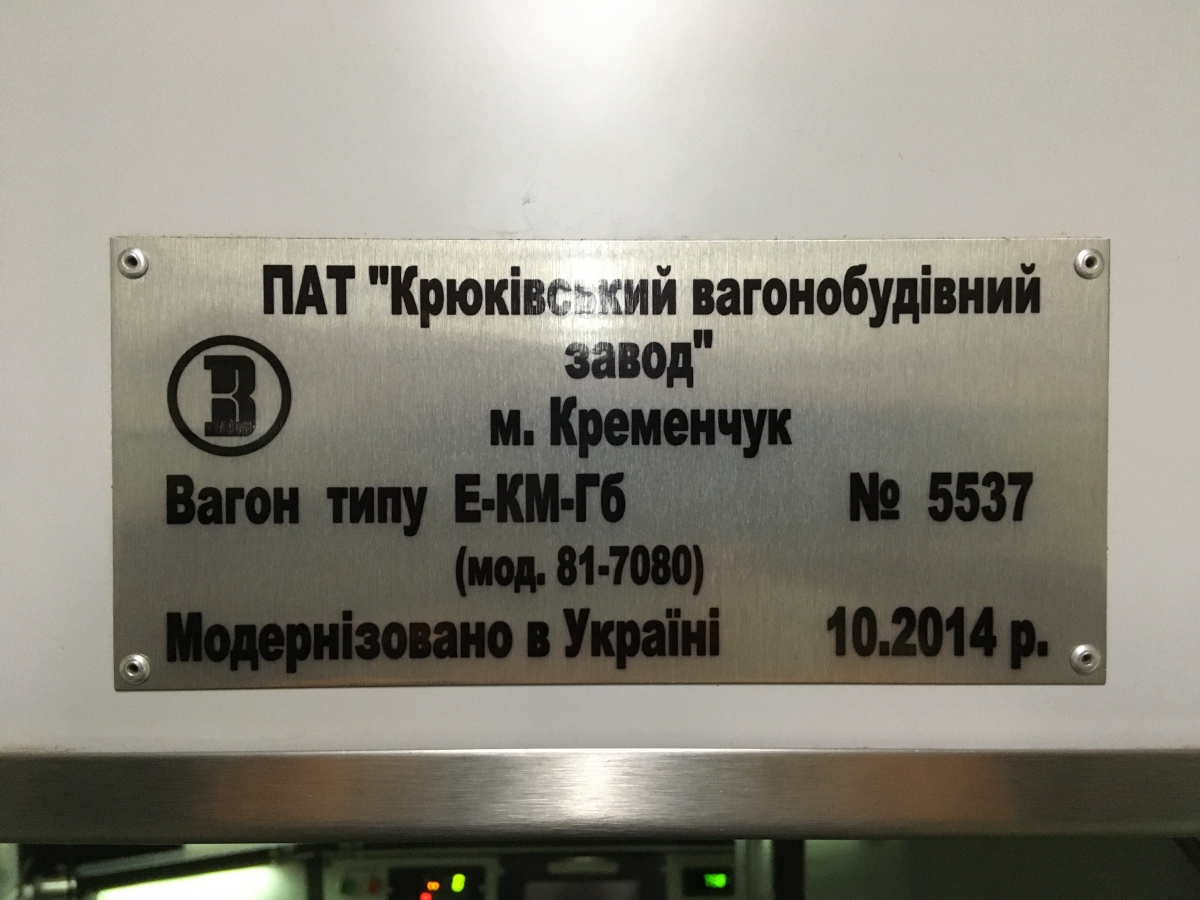 ПАТ "Крюківський вагонобудівний
завод"
м. Кременчук
Вагон типу Е-КМ-Гб № 5537
(мод. 81-7080)
Модернізовано в Україні 10.2014 р.